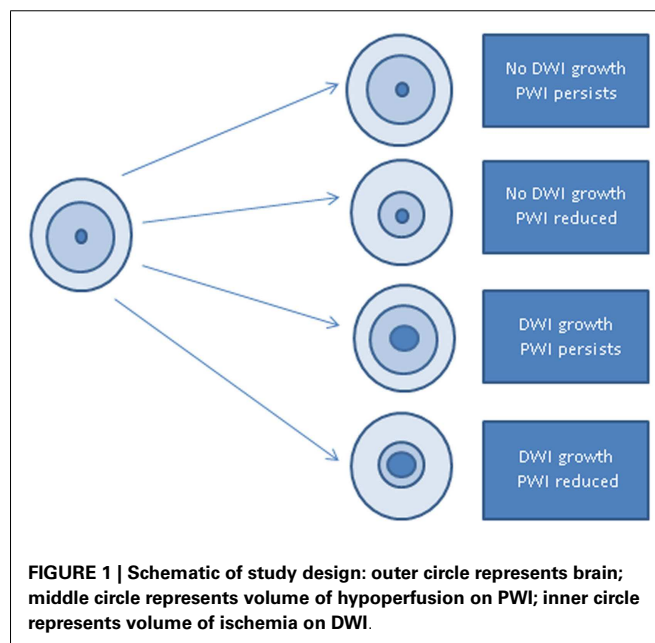 No DWI growth
PWI persists
No DWI growth
PWI reduced
DWI growth
PWI persists
DWI growth
PWI reduced
FIGURE 1 | Schematic of study design: outer circle represents brain;
middle circle represents volume of hypoperfusion on PWI; inner circle
represents volume of ischemia on DWI.